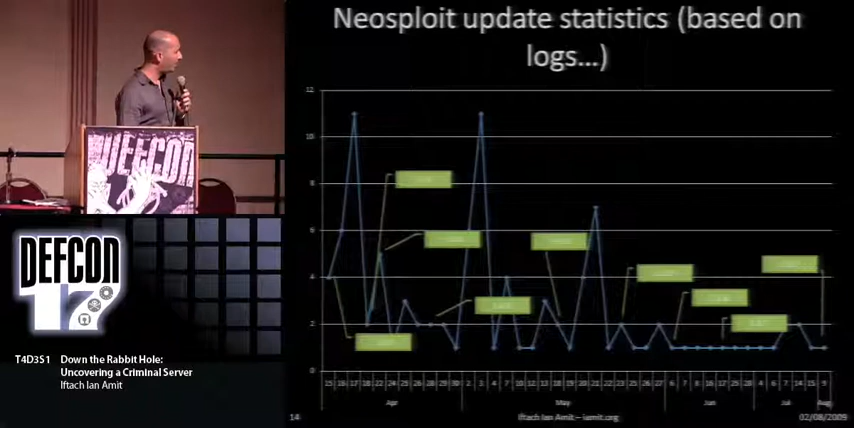 Neosploit update statistics (based on
logs...)
12
10
8
6
4
2
0
15 16 17 18 22 24 25 26 28 29 30 2 3 4 7 10 12 13 18 19 20 21 22 23 25 26 27 6 7 8 16 17 25 28 4 6 7 14 15 9
Apr May Jun Jul Aug
14
Iftach Ian Amit – iamit.org
02/08/2009
DEFCON
DEFCON
17
T4D3S1 Down the Rabbit Hole:
Uncovering a Criminal Server
Iftach Ian Amit